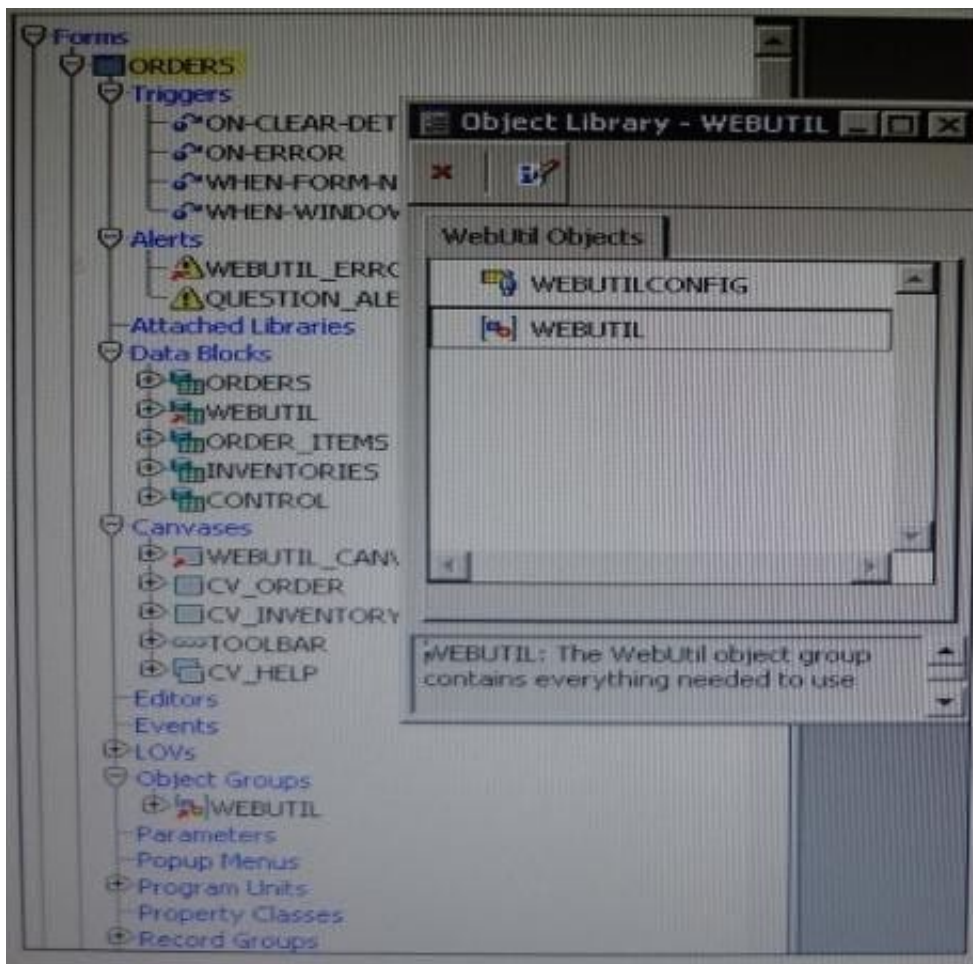 Forms
ORDERS
Triggers
ON-CLEAR-DET
ON-ERROR
WHEN-FORM-N
WHEN-WINDOW
Alerts
WEBUTIL_ERRO
QUESTION_ALE
Attached Libraries
Data Blocks
ORDERS
WEBUTIL
ORDER_ITEMS
INVENTORIES
CONTROL
Canvases
WEBUTIL_CANV
CV_ORDER
CV_INVENTORY
TOOLBAR
CV_HELP
Editors
Events
LOVs
Object Groups
WEBUTIL
Parameters
Popup Menus
Program Units
Property Classes
Record Groups
Object Library - WEBUTIL
WebUtil Objects
WEBUTILCONFIG
WEBUTIL
WEBUTIL: The WebUtil object group
contains everything needed to use